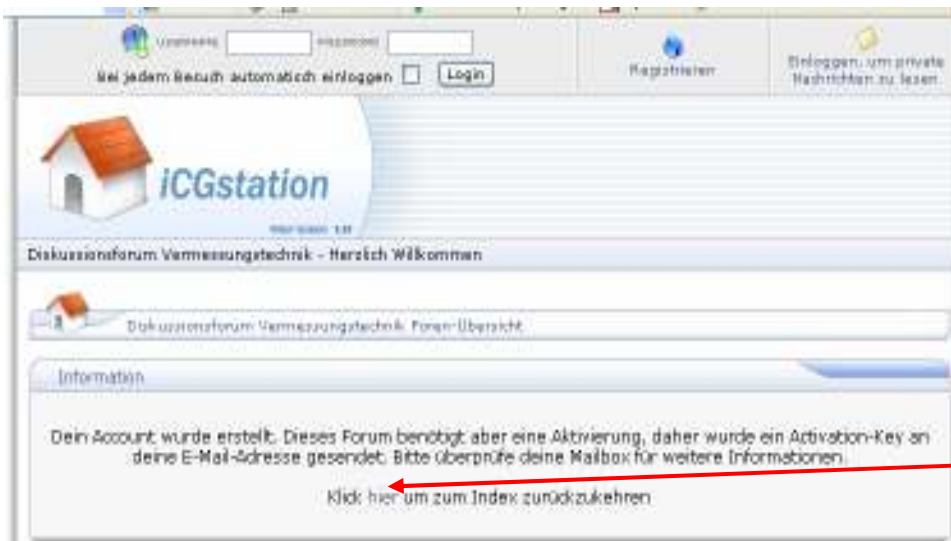 Bei jedem Besuch automatisch einloggen Login
Registrieren
Einloggen, um private
Nachrichten zu lesen
iCGstation
Diskussionsforum Vermessungstechnik - Herzlich Willkommen
Diskussionsforum Vermessungstechnik Foren-Übersicht
Information
Dein Account wurde erstellt. Dieses Forum benötigt aber eine Aktivierung, daher wurde ein Activation-Key an
deine E-Mail-Adresse gesendet. Bitte überprüfe deine Mailbox für weitere Informationen.
Klick hier um zum Index zurückzukehren